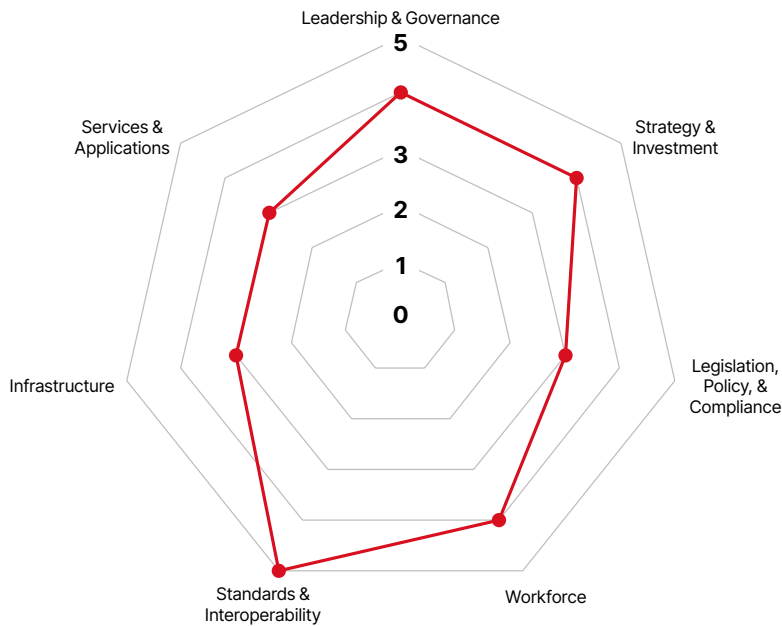 Leadership & Governance
5
Services &
Applications
Strategy &
Investment
3
2
1
0
Infrastructure
Legislation,
Policy, &
Compliance
Standards &
Interoperability
Workforce